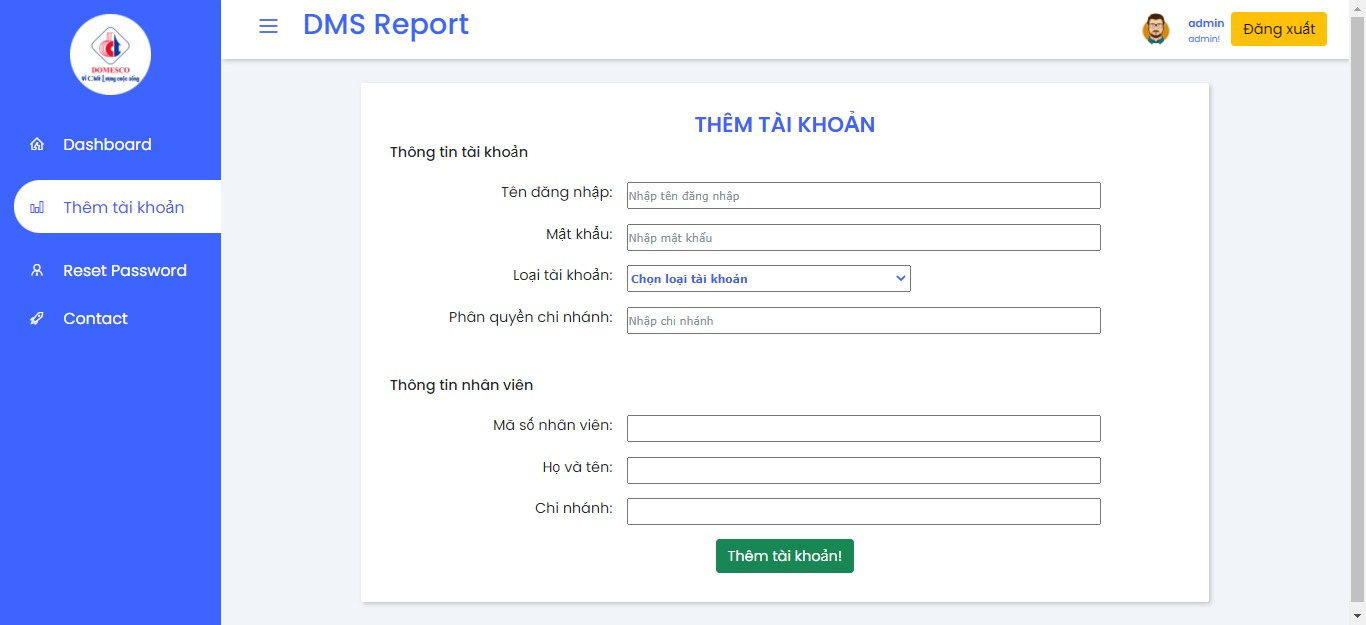 DOMESCO
Vì Chất Lượng cuộc sống
Dashboard
Thêm tài khoản
Reset Password
Contact
DMS Report
admin
admin!
Đăng xuất
THÊM TÀI KHOẢN
Thông tin tài khoản
Tên đăng nhập: Nhập tên đăng nhập
Mật khẩu: Nhập mật khẩu
Loại tài khoản: Chọn loại tài khoản
Phân quyền chi nhánh: Nhập chi nhánh
Thông tin nhân viên
Mã số nhân viên:
Họ và tên:
Chi nhánh:
Thêm tài khoản!